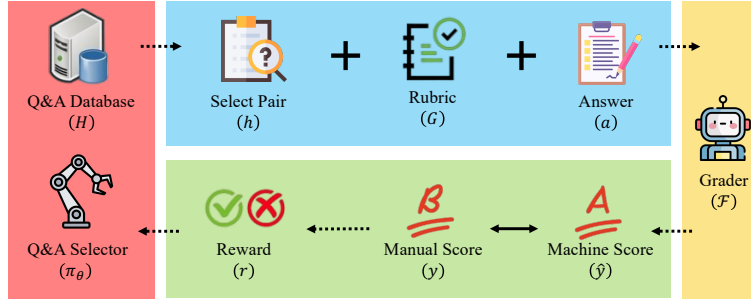 Q&A Database
(H)
Select Pair
(h)
Rubric
(G)
Answer
(a)
Grader
(ℱ)
Q&A Selector
(π_θ)
Reward
(r)
B
Manual Score
(y)
A
Machine Score
(ŷ)